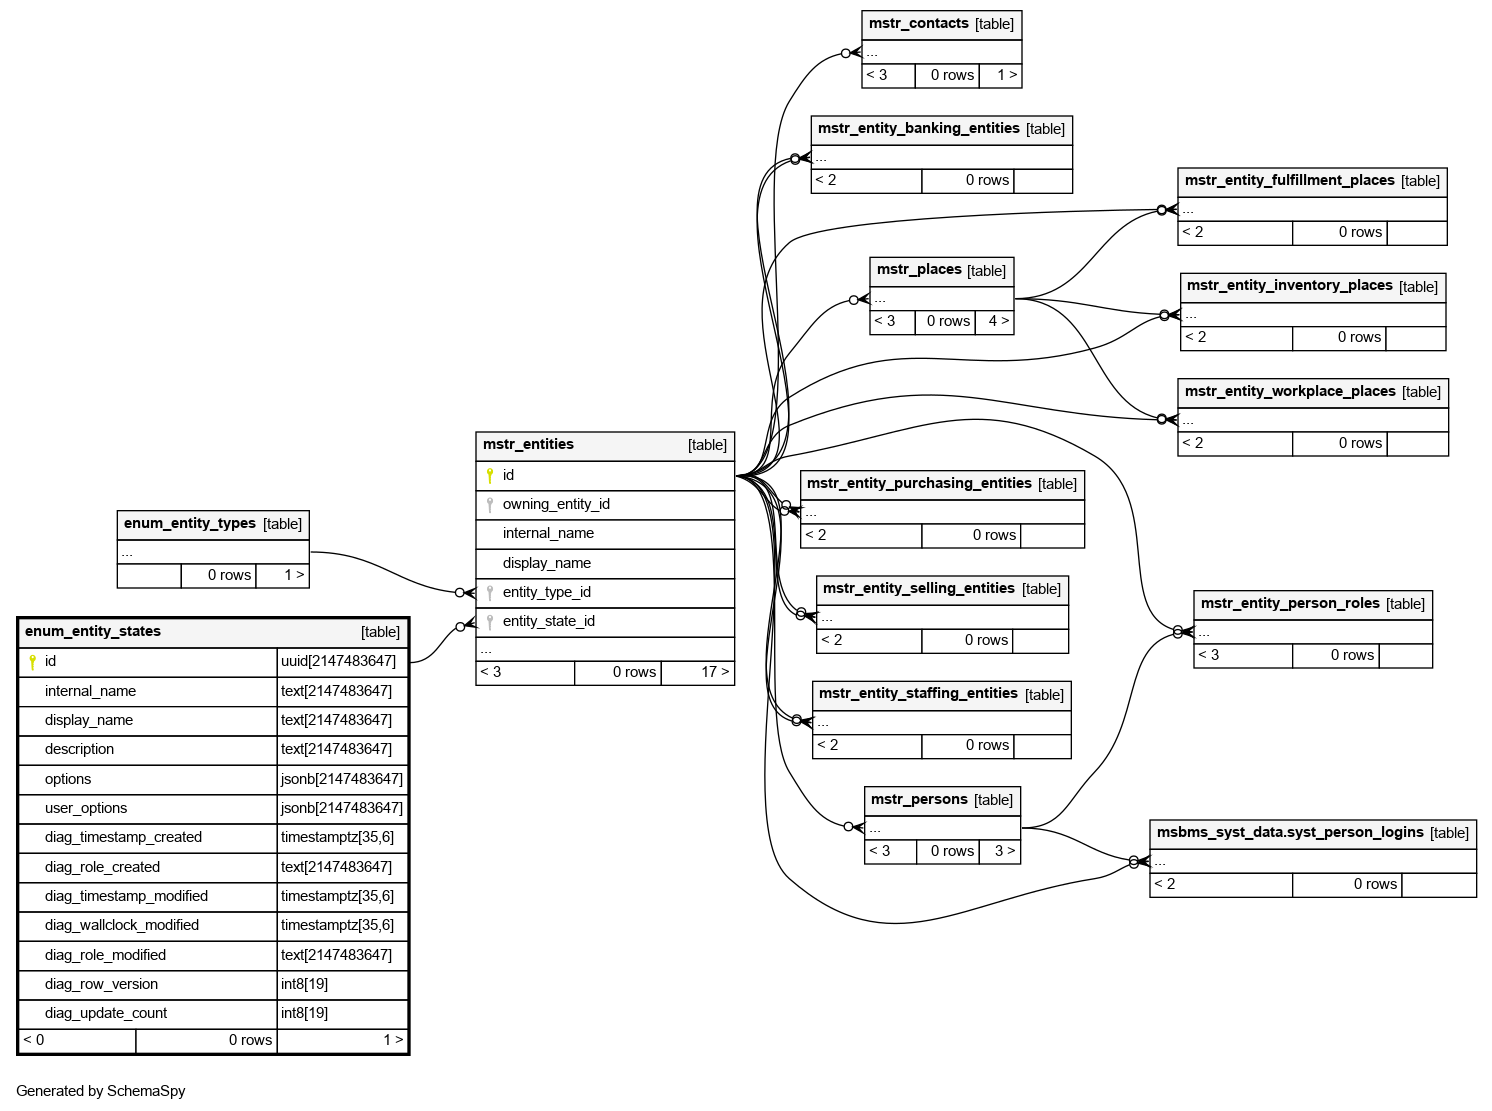 mstr_contacts [table]
...
< 3 0 rows 1 >
mstr_entity_banking_entities [table]
...
< 2 0 rows
mstr_entity_fulfillment_places [table]
...
< 2 0 rows
mstr_places [table]
...
< 3 0 rows 4 >
mstr_entity_inventory_places [table]
...
< 2 0 rows
mstr_entity_workplace_places [table]
...
< 2 0 rows
mstr_entities [table]
id
owning_entity_id
internal_name
display_name
entity_type_id
entity_state_id
...
< 3 0 rows 17 >
mstr_entity_purchasing_entities [table]
...
< 2 0 rows
enum_entity_types [table]
...
0 rows 1 >
mstr_entity_selling_entities [table]
...
< 2 0 rows
mstr_entity_person_roles [table]
...
< 3 0 rows
enum_entity_states [table]
id uuid[2147483647]
internal_name text[2147483647]
display_name text[2147483647]
description text[2147483647]
options jsonb[2147483647]
user_options jsonb[2147483647]
diag_timestamp_created timestamptz[35,6]
diag_role_created text[2147483647]
diag_timestamp_modified timestamptz[35,6]
diag_wallclock_modified timestamptz[35,6]
diag_role_modified text[2147483647]
diag_row_version int8[19]
diag_update_count int8[19]
< 0 0 rows 1 >
mstr_entity_staffing_entities [table]
...
< 2 0 rows
mstr_persons [table]
...
< 3 0 rows 3 >
msbms_syst_data.syst_person_logins [table]
...
< 2 0 rows
Generated by SchemaSpy